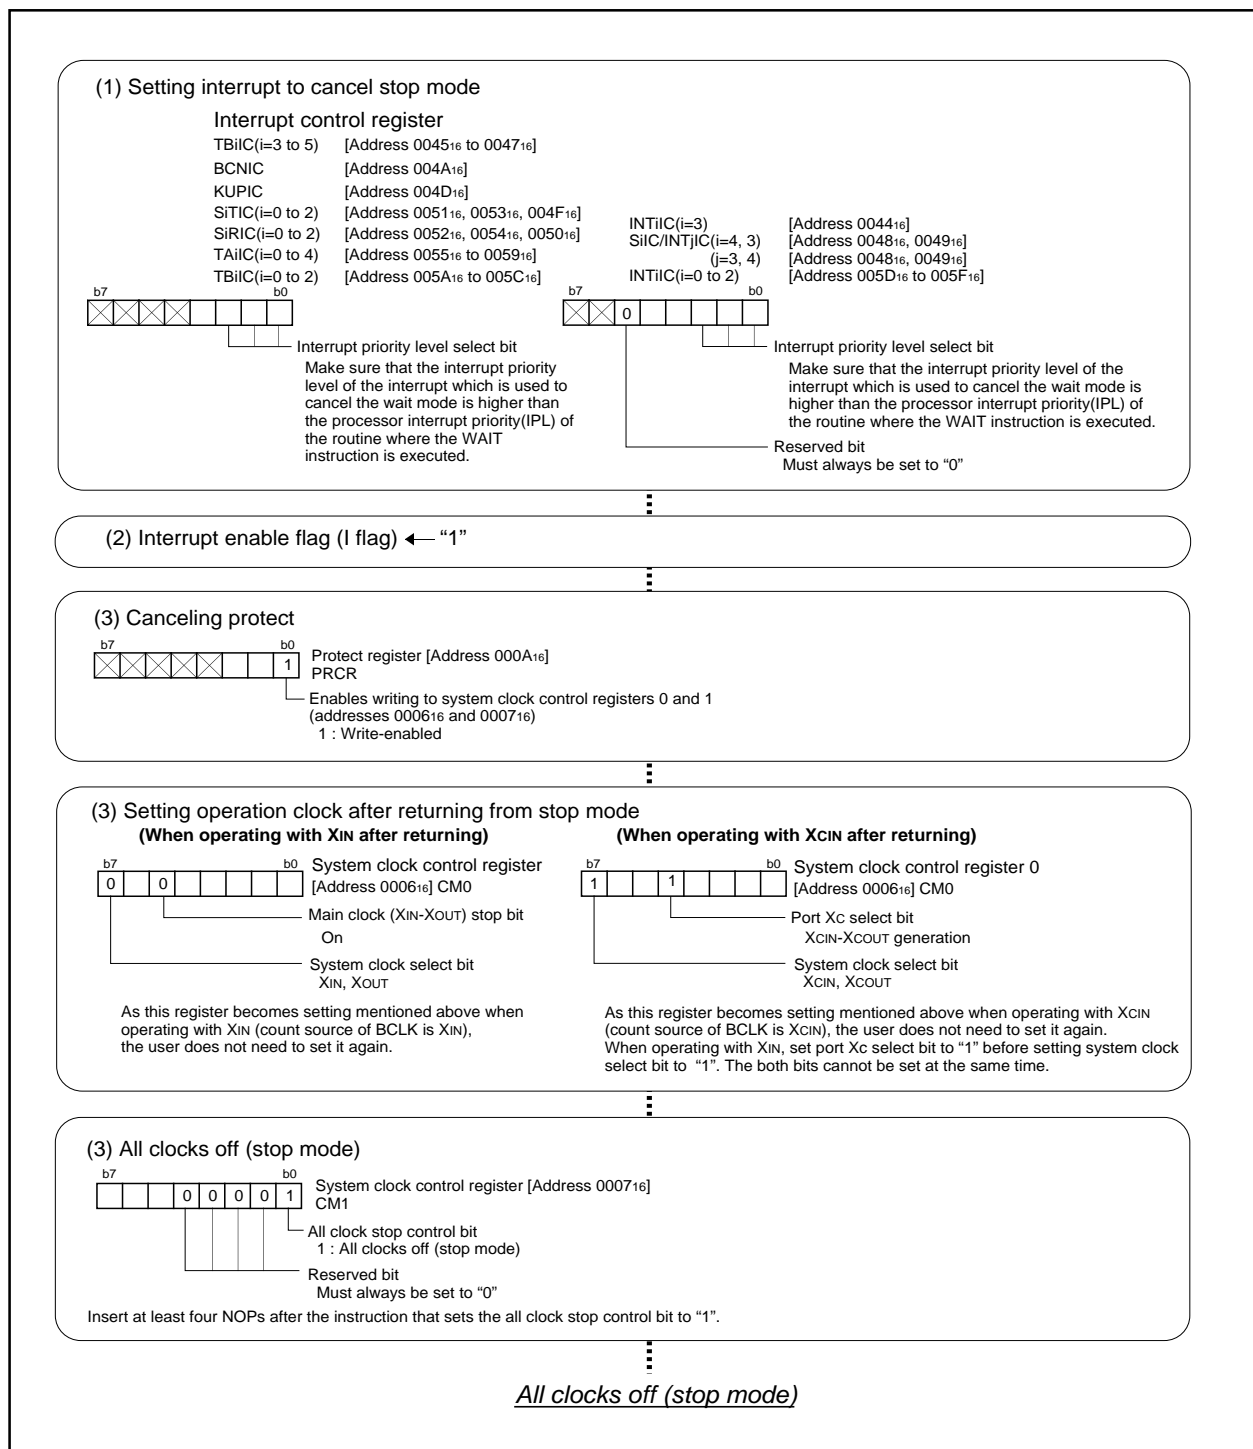 (1) Setting interrupt to cancel stop mode
Interrupt control register
TBiIC(i=3 to 5) [Address 004516 to 004716]
BCNIC [Address 004A16]
KUPIC [Address 004D16]
SiTIC(i=0 to 2) [Address 005116, 005316, 004F16]
SiRIC(i=0 to 2) [Address 005216, 005416, 005016]
TAiIC(i=0 to 4) [Address 005516 to 005916]
TBiIC(i=0 to 2) [Address 005A16 to 005C16]
INTiIC(i=3) [Address 004416]
SiIC/INTjIC(i=4, 3) [Address 004816, 004916]
(j=3, 4) [Address 004816, 004916]
INTiIC(i=0 to 2) [Address 005D16 to 005F16]
b7 b0
Interrupt priority level select bit
Make sure that the interrupt priority
level of the interrupt which is used to
cancel the wait mode is higher than
the processor interrupt priority(IPL) of
the routine where the WAIT
instruction is executed.
b7 b0
0
Interrupt priority level select bit
Make sure that the interrupt priority level of the
interrupt which is used to cancel the wait mode is
higher than the processor interrupt priority(IPL) of
the routine where the WAIT instruction is executed.
Reserved bit
Must always be set to “0”
(2) Interrupt enable flag (I flag) ← “1”
(3) Canceling protect
b7 b0
1
Protect register [Address 000A16]
PRCR
Enables writing to system clock control registers 0 and 1
(addresses 000616 and 000716)
1 : Write-enabled
(3) Setting operation clock after returning from stop mode
(When operating with XIN after returning)
b7 b0
0 0
System clock control register
[Address 000616] CM0
Main clock (XIN-XOUT) stop bit
On
System clock select bit
XIN, XOUT
As this register becomes setting mentioned above when
operating with XIN (count source of BCLK is XIN),
the user does not need to set it again.
(When operating with XCIN after returning)
b7 b0
1 1
System clock control register 0
[Address 000616] CM0
Port XC select bit
XCIN-XCOUT generation
System clock select bit
XCIN, XCOUT
As this register becomes setting mentioned above when operating with XCIN
(count source of BCLK is XCIN), the user does not need to set it again.
When operating with XIN, set port Xc select bit to “1” before setting system clock
select bit to “1”. The both bits cannot be set at the same time.
(3) All clocks off (stop mode)
b7 b0
0 0 0 0 1
System clock control register [Address 000716]
CM1
All clock stop control bit
1 : All clocks off (stop mode)
Reserved bit
Must always be set to “0”
Insert at least four NOPs after the instruction that sets the all clock stop control bit to “1”.
All clocks off (stop mode)